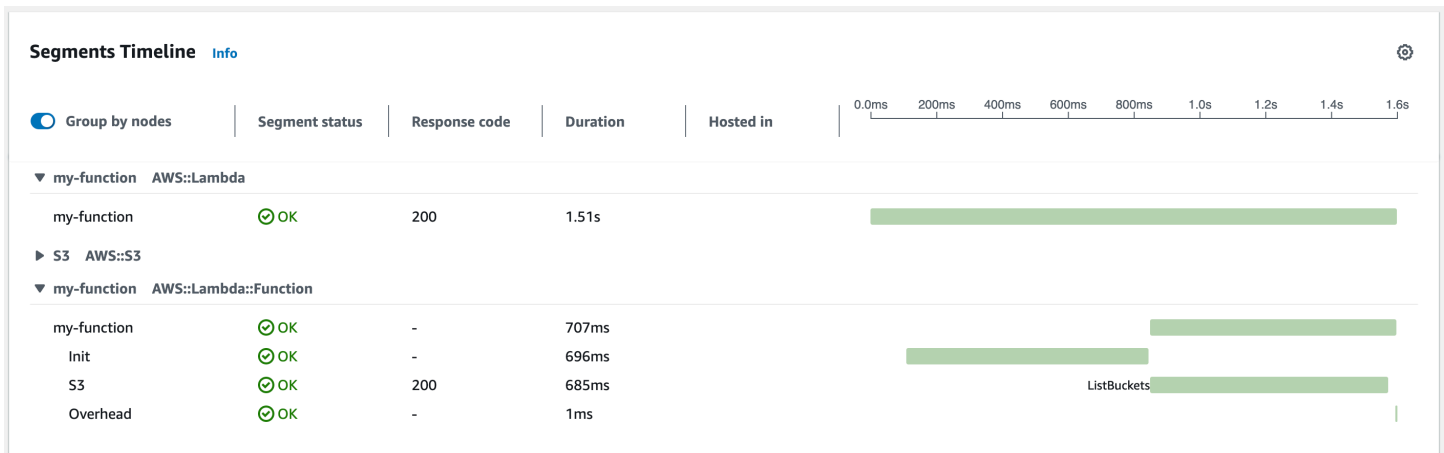 Segments Timeline Info
0.0ms 200ms 400ms 600ms 800ms 1.0s 1.2s 1.4s 1.6s
Group by nodes Segment status Response code Duration Hosted in
my-function AWS::Lambda
my-function OK 200 1.51s
S3 AWS::S3
my-function AWS::Lambda::Function
my-function OK - 707ms
Init OK - 696ms
S3 OK 200 685ms ListBuckets
Overhead OK - 1ms